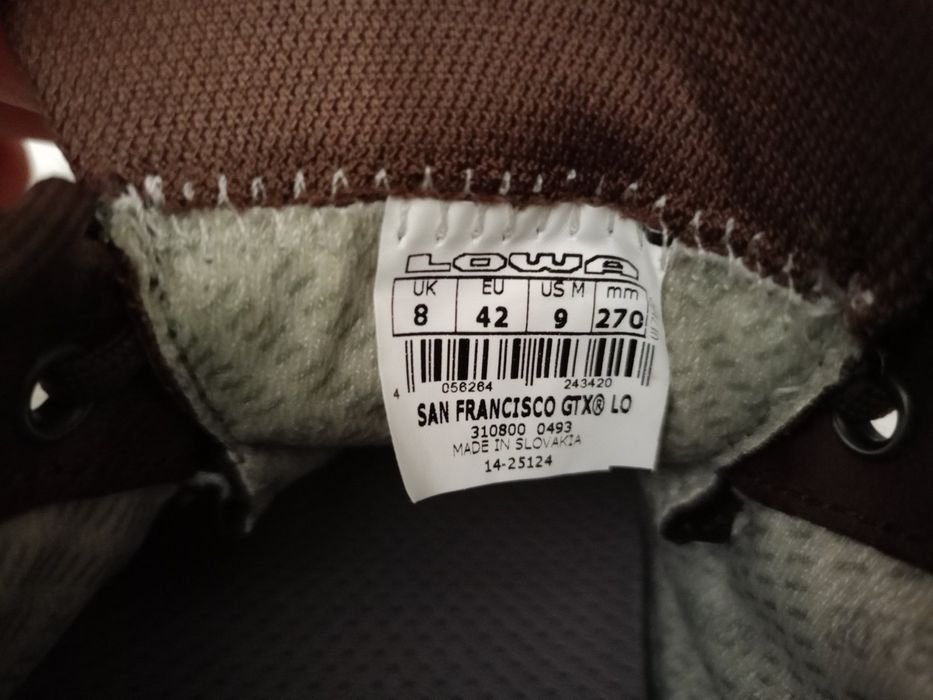 LOWA
UK EU US M mm
8 42 9 270
4 056264 243420
SAN FRANCISCO GTX® LO
310800 0493
MADE IN SLOVAKIA
14-25124